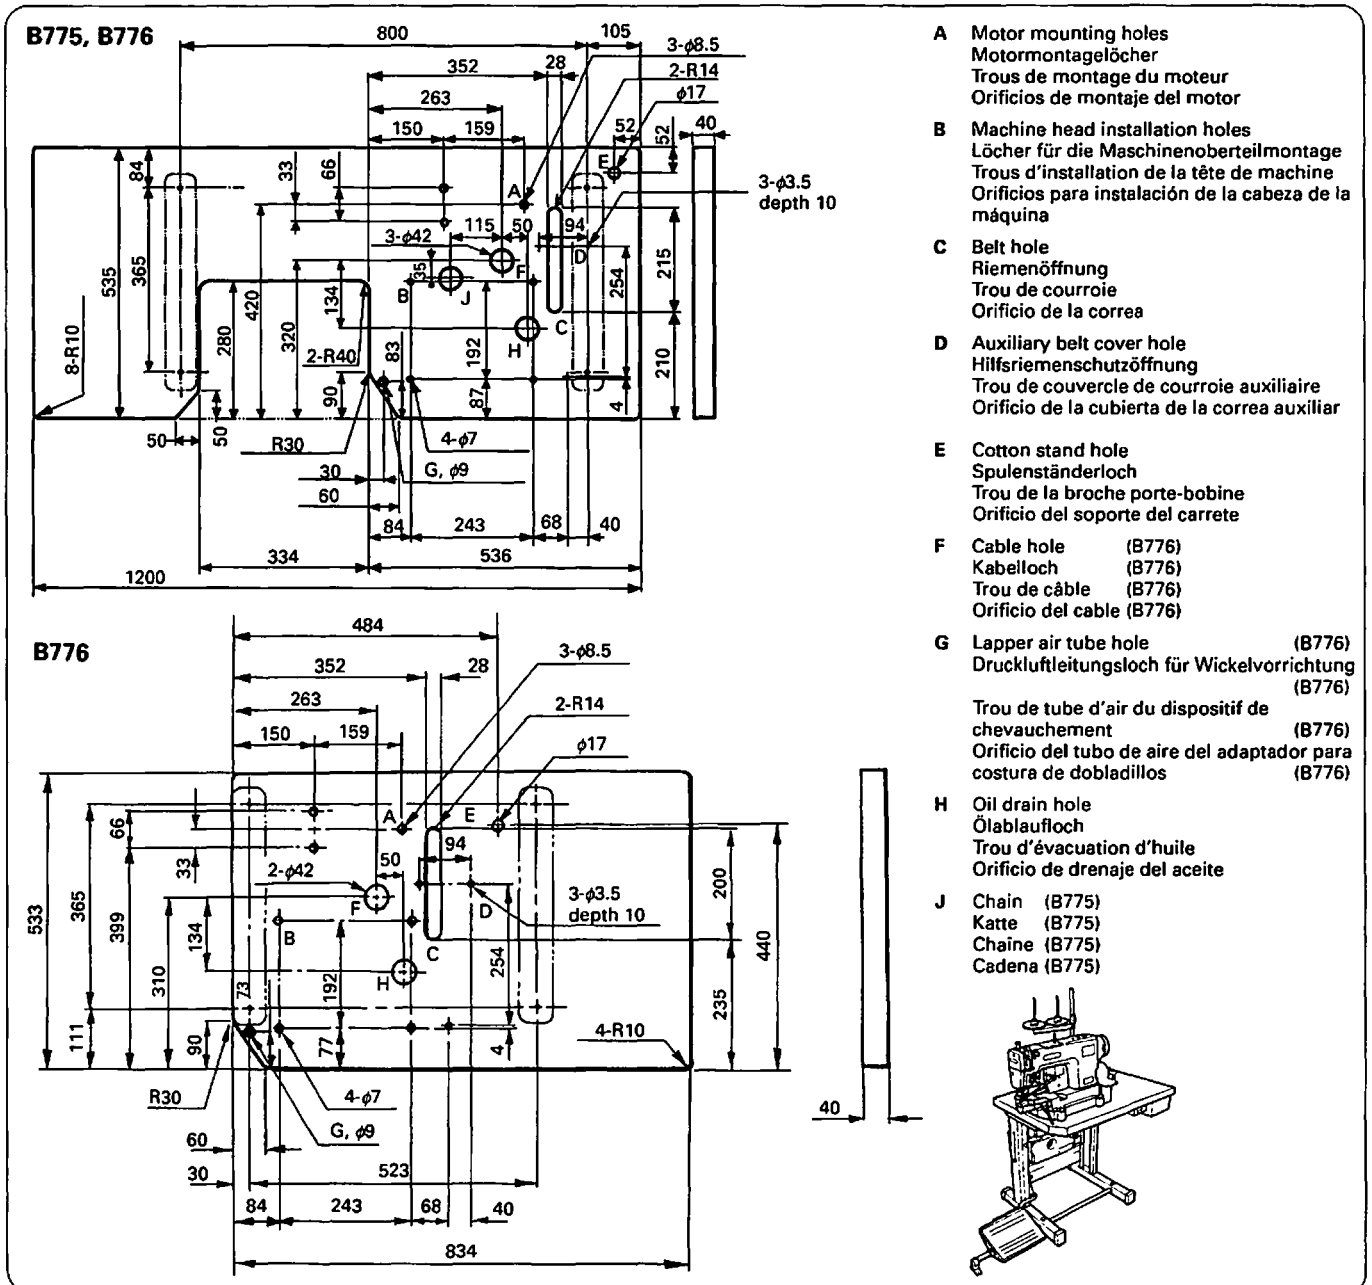 B775, B776
800
105
3-ϕ8.5
352
28
2-R14
263
ϕ17
150
159
52
52
40
84
33
66
A
E
3-ϕ3.5
depth 10
115
50
94
3-ϕ42
F
D
535
365
420
320
134
35
B
J
C
254
215
8-R10
280
2-R40
83
H
192
90
87
4
210
50
50
R30
4-ϕ7
30
G, ϕ9
60
84
243
68
40
334
536
1200
B776
484
3-ϕ8.5
352
28
263
2-R14
150
159
ϕ17
A
E
66
33
94
50
2-ϕ42
F
3-ϕ3.5
depth 10
D
200
533
365
399
B
C
440
134
310
254
H
73
192
235
111
90
77
4
4-R10
R30
4-ϕ7
G, ϕ9
40
60
30
523
84
243
68
40
834
A Motor mounting holes
Motormontagelöcher
Trous de montage du moteur
Orificios de montaje del motor
B Machine head installation holes
Löcher für die Maschinenoberteilmontage
Trous d'installation de la tête de machine
Orificios para instalación de la cabeza de la
máquina
C Belt hole
Riemenöffnung
Trou de courroie
Orificio de la correa
D Auxiliary belt cover hole
Hilfsriemenschutzöffnung
Trou de couvercle de courroie auxiliaire
Orificio de la cubierta de la correa auxiliar
E Cotton stand hole
Spulenständerloch
Trou de la broche porte-bobine
Orificio del soporte del carrete
F Cable hole (B776)
Kabelloch (B776)
Trou de câble (B776)
Orificio del cable (B776)
G Lapper air tube hole (B776)
Druckluftleitungsloch für Wickelvorrichtung
(B776)
Trou de tube d'air du dispositif de
chevauchement (B776)
Orificio del tubo de aire del adaptador para
costura de dobladillos (B776)
H Oil drain hole
Ölablaufloch
Trou d'évacuation d'huile
Orificio de drenaje del aceite
J Chain (B775)
Katte (B775)
Chaine (B775)
Cadena (B775)